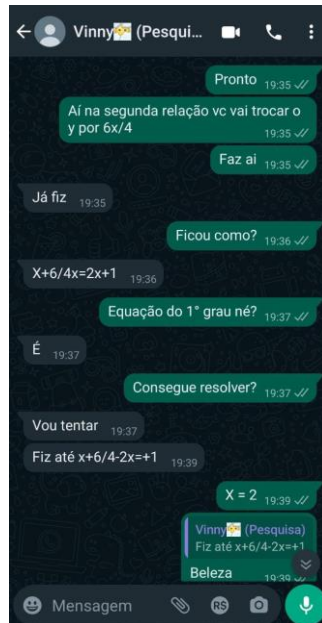 Vinny (Pesqui...
Pronto 19:35
Aí na segunda relação vc vai trocar o
y por 6x/4
19:35
Faz ai 19:35
Já fiz 19:35
Ficou como? 19:36
X+6/4x=2x+1 19:36
Equação do 1° grau né? 19:37
É 19:37
Consegue resolver? 19:37
Vou tentar 19:37
Fiz até x+6/4-2x=+1 19:39
X = 2 19:39
Vinny (Pesquisa)
Fiz até x+6/4-2x=+1
Beleza 19:39
Mensagem
RS